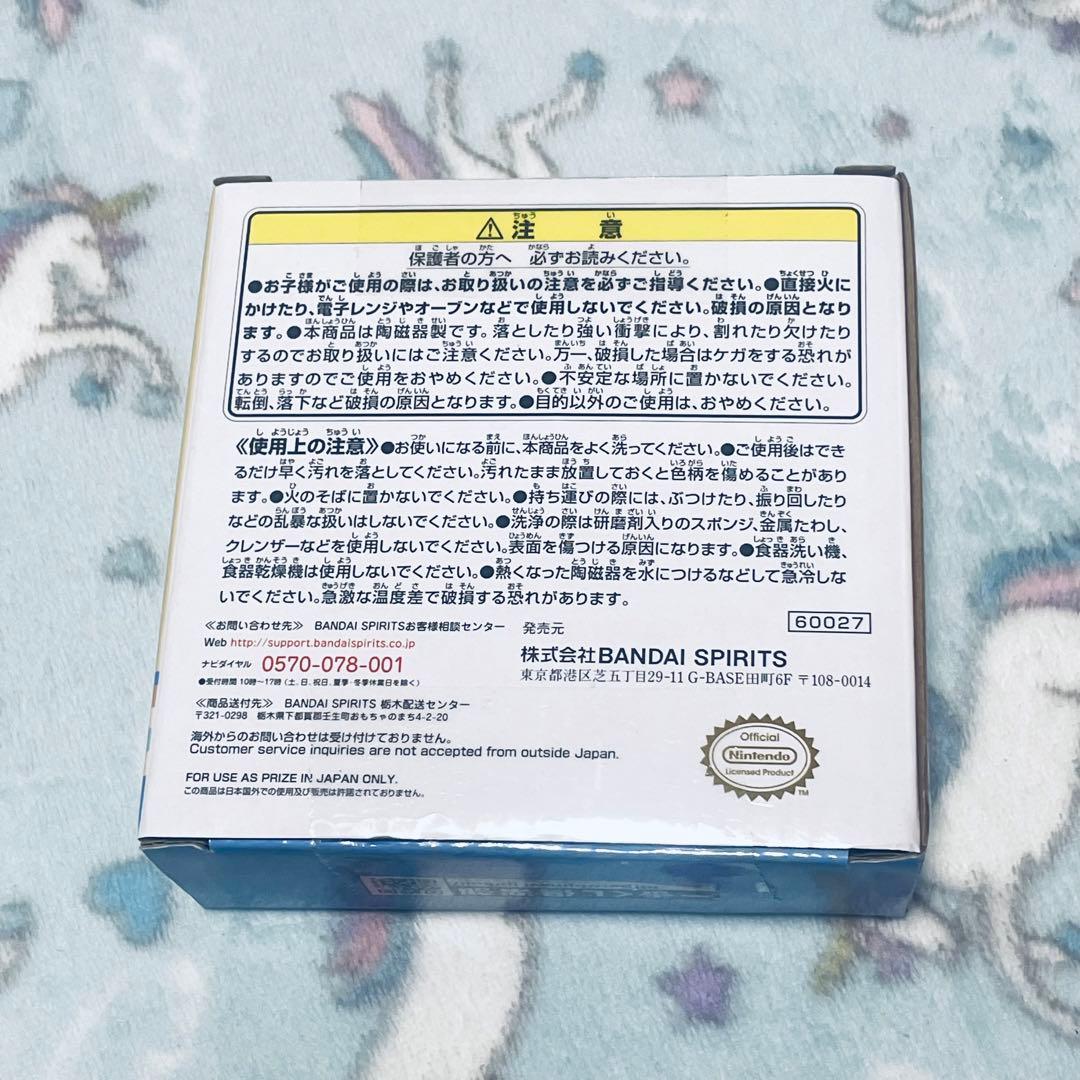 ⚠注意
保護者の方へ 必ずお読みください。
●お子様がご使用の際は、お取り扱いの注意を必ずご指導ください。●直接火に
かけたり、電子レンジやオーブンなどで使用しないでください。破損の原因となり
ます。●本商品は陶磁器製です。落としたり強い衝撃により、割れたり欠けたり
するのでお取り扱いにはご注意ください。万一、破損した場合はケガをする恐れが
ありますのでご使用をおやめください。●不安定な場所に置かないでください。
転倒、落下など破損の原因となります。●目的以外のご使用は、おやめください。
《使用上の注意》●お使いになる前に、本商品をよく洗ってください。●ご使用後はでき
るだけ早く汚れを落としてください。汚れたまま放置しておくと色柄を傷めることがあり
ます。●火のそばに置かないでください。●持ち運びの際には、ぶつけたり、振り回したり
などの乱暴な扱いはしないでください。●洗浄の際は研磨剤入りのスポンジ、金属たわし、
クレンザーなどを使用しないでください。表面を傷つける原因になります。●食器洗い機、
食器乾燥機は使用しないでください。●熱くなった陶磁器を水につけるなどして急冷しな
いでください。急激な温度差で破損する恐れがあります。
《お問い合わせ先》 BANDAI SPIRITSお客様相談センター
Web http://support.bandaispirits.co.jp
ナビダイヤル 0570-078-001
●受付時間 10時～17時(土、日、祝日、夏季・冬季休業日を除く)
《商品送付先》 BANDAI SPIRITS 栃木配送センター
〒321-0298 栃木県下都賀郡壬生町おもちゃのまち4-2-20
海外からのお問い合わせは受け付けておりません。
Customer service inquiries are not accepted from outside Japan.
FOR USE AS PRIZE IN JAPAN ONLY.
この商品は日本国外での使用及び販売は許諾されておりません。
60027
発売元
株式会社BANDAI SPIRITS
東京都港区芝五丁目29-11 G-BASE田町6F 〒108-0014
Official
Nintendo
Licensed Product
TM